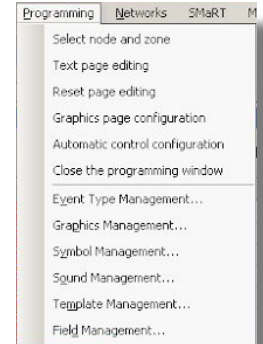 Programming Networks SMaRT M
Select node and zone
Text page editing
Reset page editing
Graphics page configuration
Automatic control configuration
Close the programming window
Event Type Management...
Graphics Management...
Symbol Management...
Sound Management...
Template Management...
Field Management...